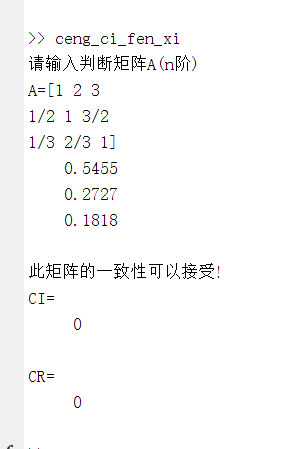 >> ceng_ci_fen_xi
请输入判断矩阵A(n阶)
A=[1 2 3
1/2 1 3/2
1/3 2/3 1]
0.5455
0.2727
0.1818
此矩阵的一致性可以接受!
CI=
0
CR=
0